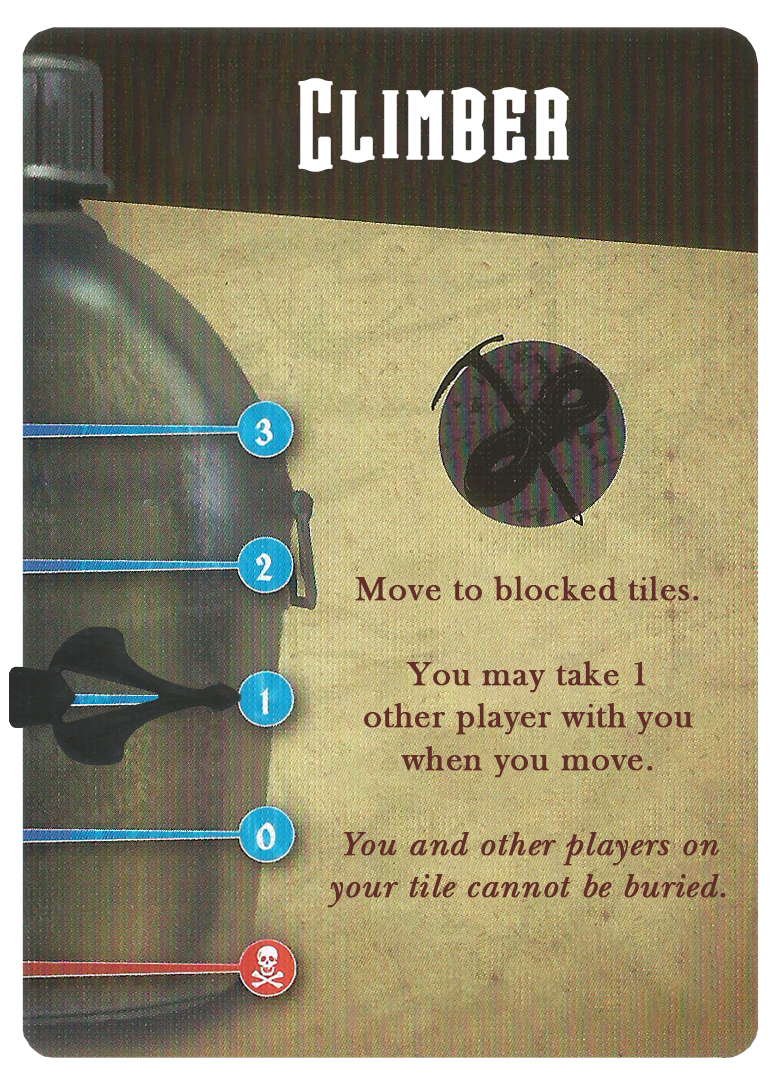 CLIMBER
3
2
Move to blocked tiles.
1
You may take 1
other player with you
when you move.
0
You and other players on
your tile cannot be buried.